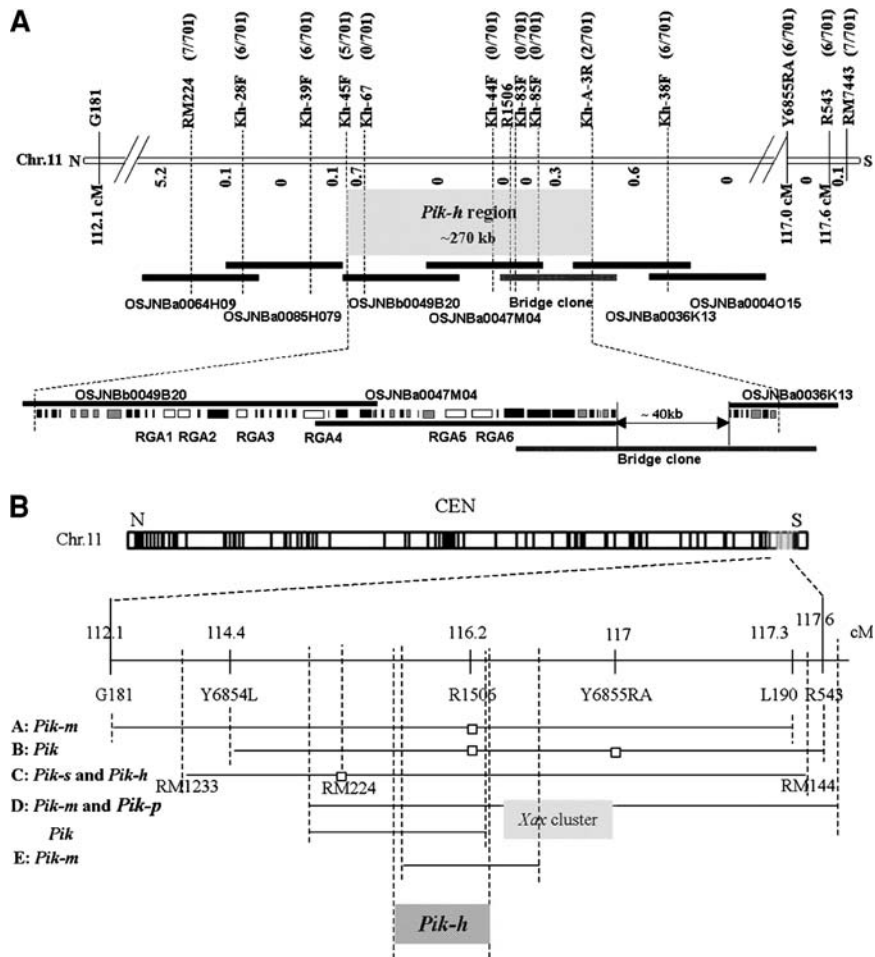 A
G181
RM224 (7/701)
Kh-28F (6/701)
Kh-39F (6/701)
Kh-45F (5/701)
Kh-67 (0/701)
Kh-44F (0/701)
R1506
Kh-83F (0/701)
Kh-85F (0/701)
Kh-A-3R (2/701)
Kh-38F (6/701)
Y6855RA (6/701)
R543 (6/701)
RM7443 (7/701)
Chr.11 N S
5.2 0.1 0 0.1 0.7 0 0 0 0.3 0.6 0 0 0.1
112.1 cM 117.0 cM 117.6 cM
Pik-h region
~270 kb
OSJNBa0064H09 OSJNBb0049B20 Bridge clone OSJNBa0004O15
OSJNBa0085H079 OSJNBa0047M04 OSJNBa0036K13
OSJNBb0049B20 OSJNBa0047M04 OSJNBa0036K13
~ 40kb
RGA1 RGA2 RGA3 RGA4 RGA5 RGA6
Bridge clone
B
CEN
N S
Chr.11
112.1 114.4 116.2 117 117.3 117.6 cM
G181 Y6854L R1506 Y6855RA L190 R543
A: Pik-m
B: Pik
C: Pik-s and Pik-h
RM1233 RM224 RM144
D: Pik-m and Pik-p
Xax cluster
Pik
E: Pik-m
Pik-h